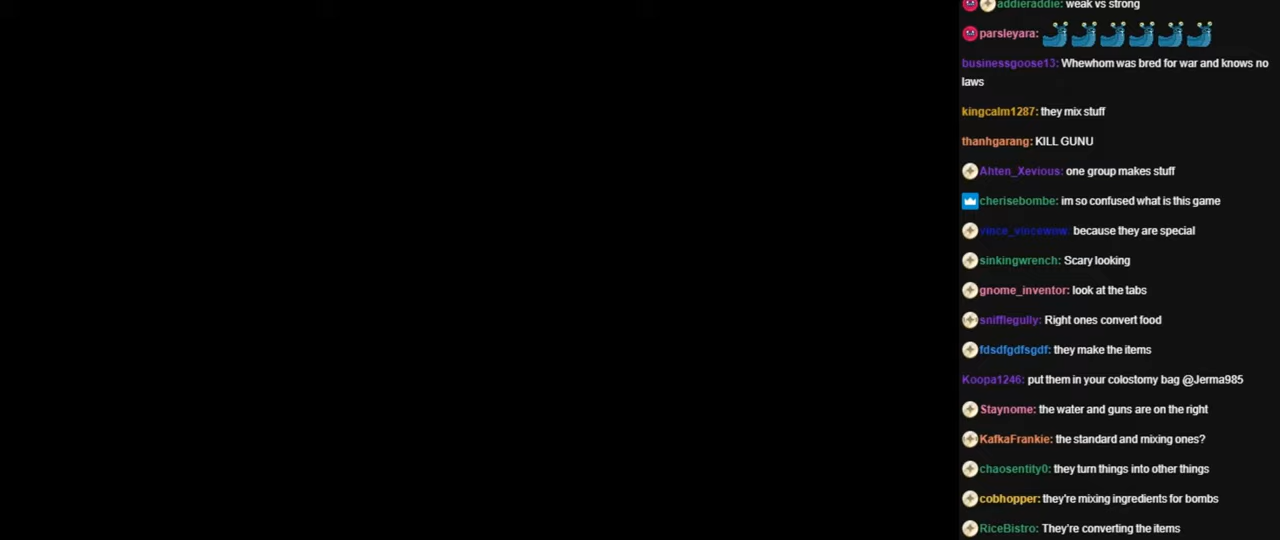 addieraddie: weak vs strong
parsleyara:
businessgoose13: Whewhom was bred for war and knows no
laws
kingcalm1287: they mix stuff
thanhgarang: KILL GUNU
Ahten_Xevious: one group makes stuff
cherisebombe: im so confused what is this game
vince_vincewow: because they are special
sinkingwrench: Scary looking
gnome_inventor: look at the tabs
snifflegully: Right ones convert food
fdsdfgdfsgdf: they make the items
Koopa1246: put them in your colostomy bag @Jerma985
Staynome: the water and guns are on the right
KafkaFrankie: the standard and mixing ones?
chaosentity0: they turn things into other things
cobhopper: they're mixing ingredients for bombs
RiceBistro: They're converting the items